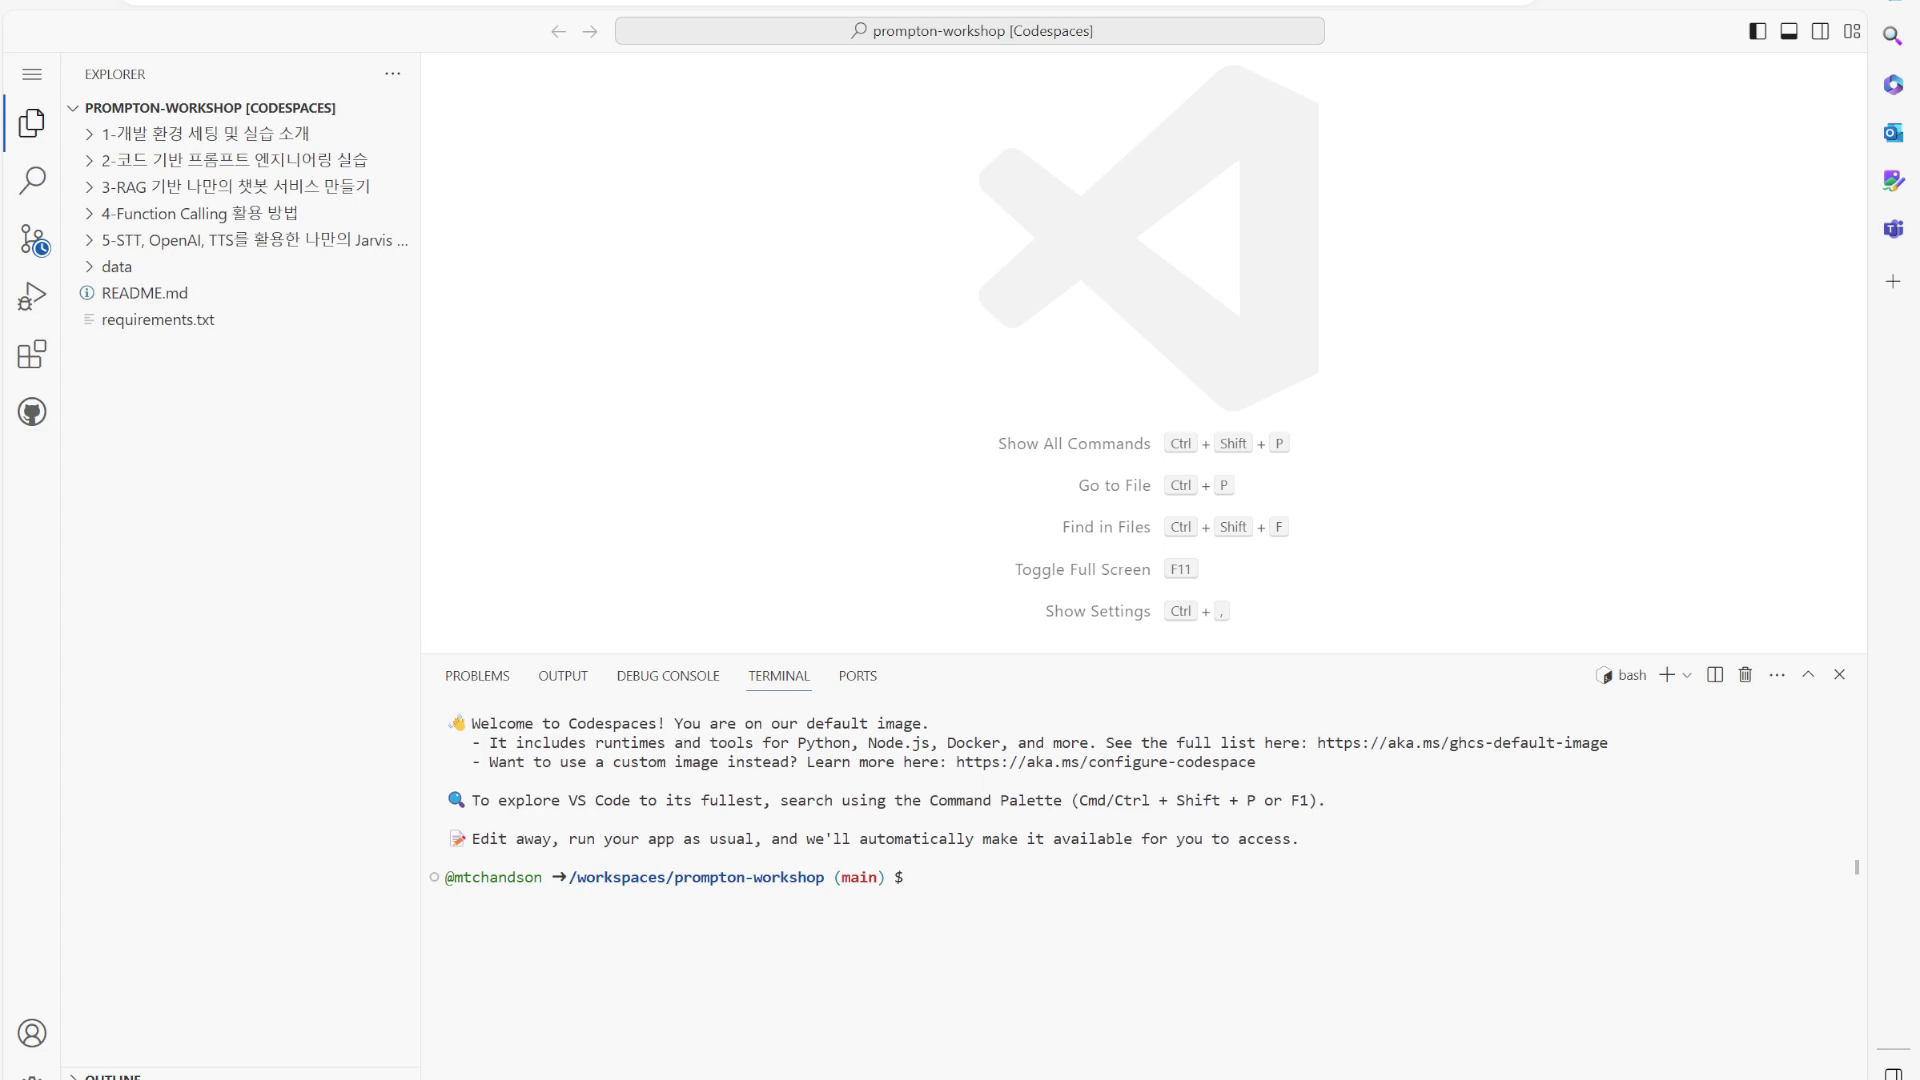 prompton-workshop [Codespaces]
EXPLORER
PROMPTON-WORKSHOP [CODESPACES]
1-개발 환경 세팅 및 실습 소개
2-코드 기반 프롬프트 엔지니어링 실습
3-RAG 기반 나만의 챗봇 서비스 만들기
4-Function Calling 활용 방법
5-STT, OpenAI, TTS를 활용한 나만의 Jarvis ...
data
README.md
requirements.txt
OUTLINE
Show All Commands Ctrl + Shift + P
Go to File Ctrl + P
Find in Files Ctrl + Shift + F
Toggle Full Screen F11
Show Settings Ctrl + ,
PROBLEMS OUTPUT DEBUG CONSOLE TERMINAL PORTS
bash
👋 Welcome to Codespaces! You are on our default image.
- It includes runtimes and tools for Python, Node.js, Docker, and more. See the full list here: https://aka.ms/ghcs-default-image
- Want to use a custom image instead? Learn more here: https://aka.ms/configure-codespace
🔍 To explore VS Code to its fullest, search using the Command Palette (Cmd/Ctrl + Shift + P or F1).
📝 Edit away, run your app as usual, and we'll automatically make it available for you to access.
@mtchandson ➜ /workspaces/prompton-workshop (main) $